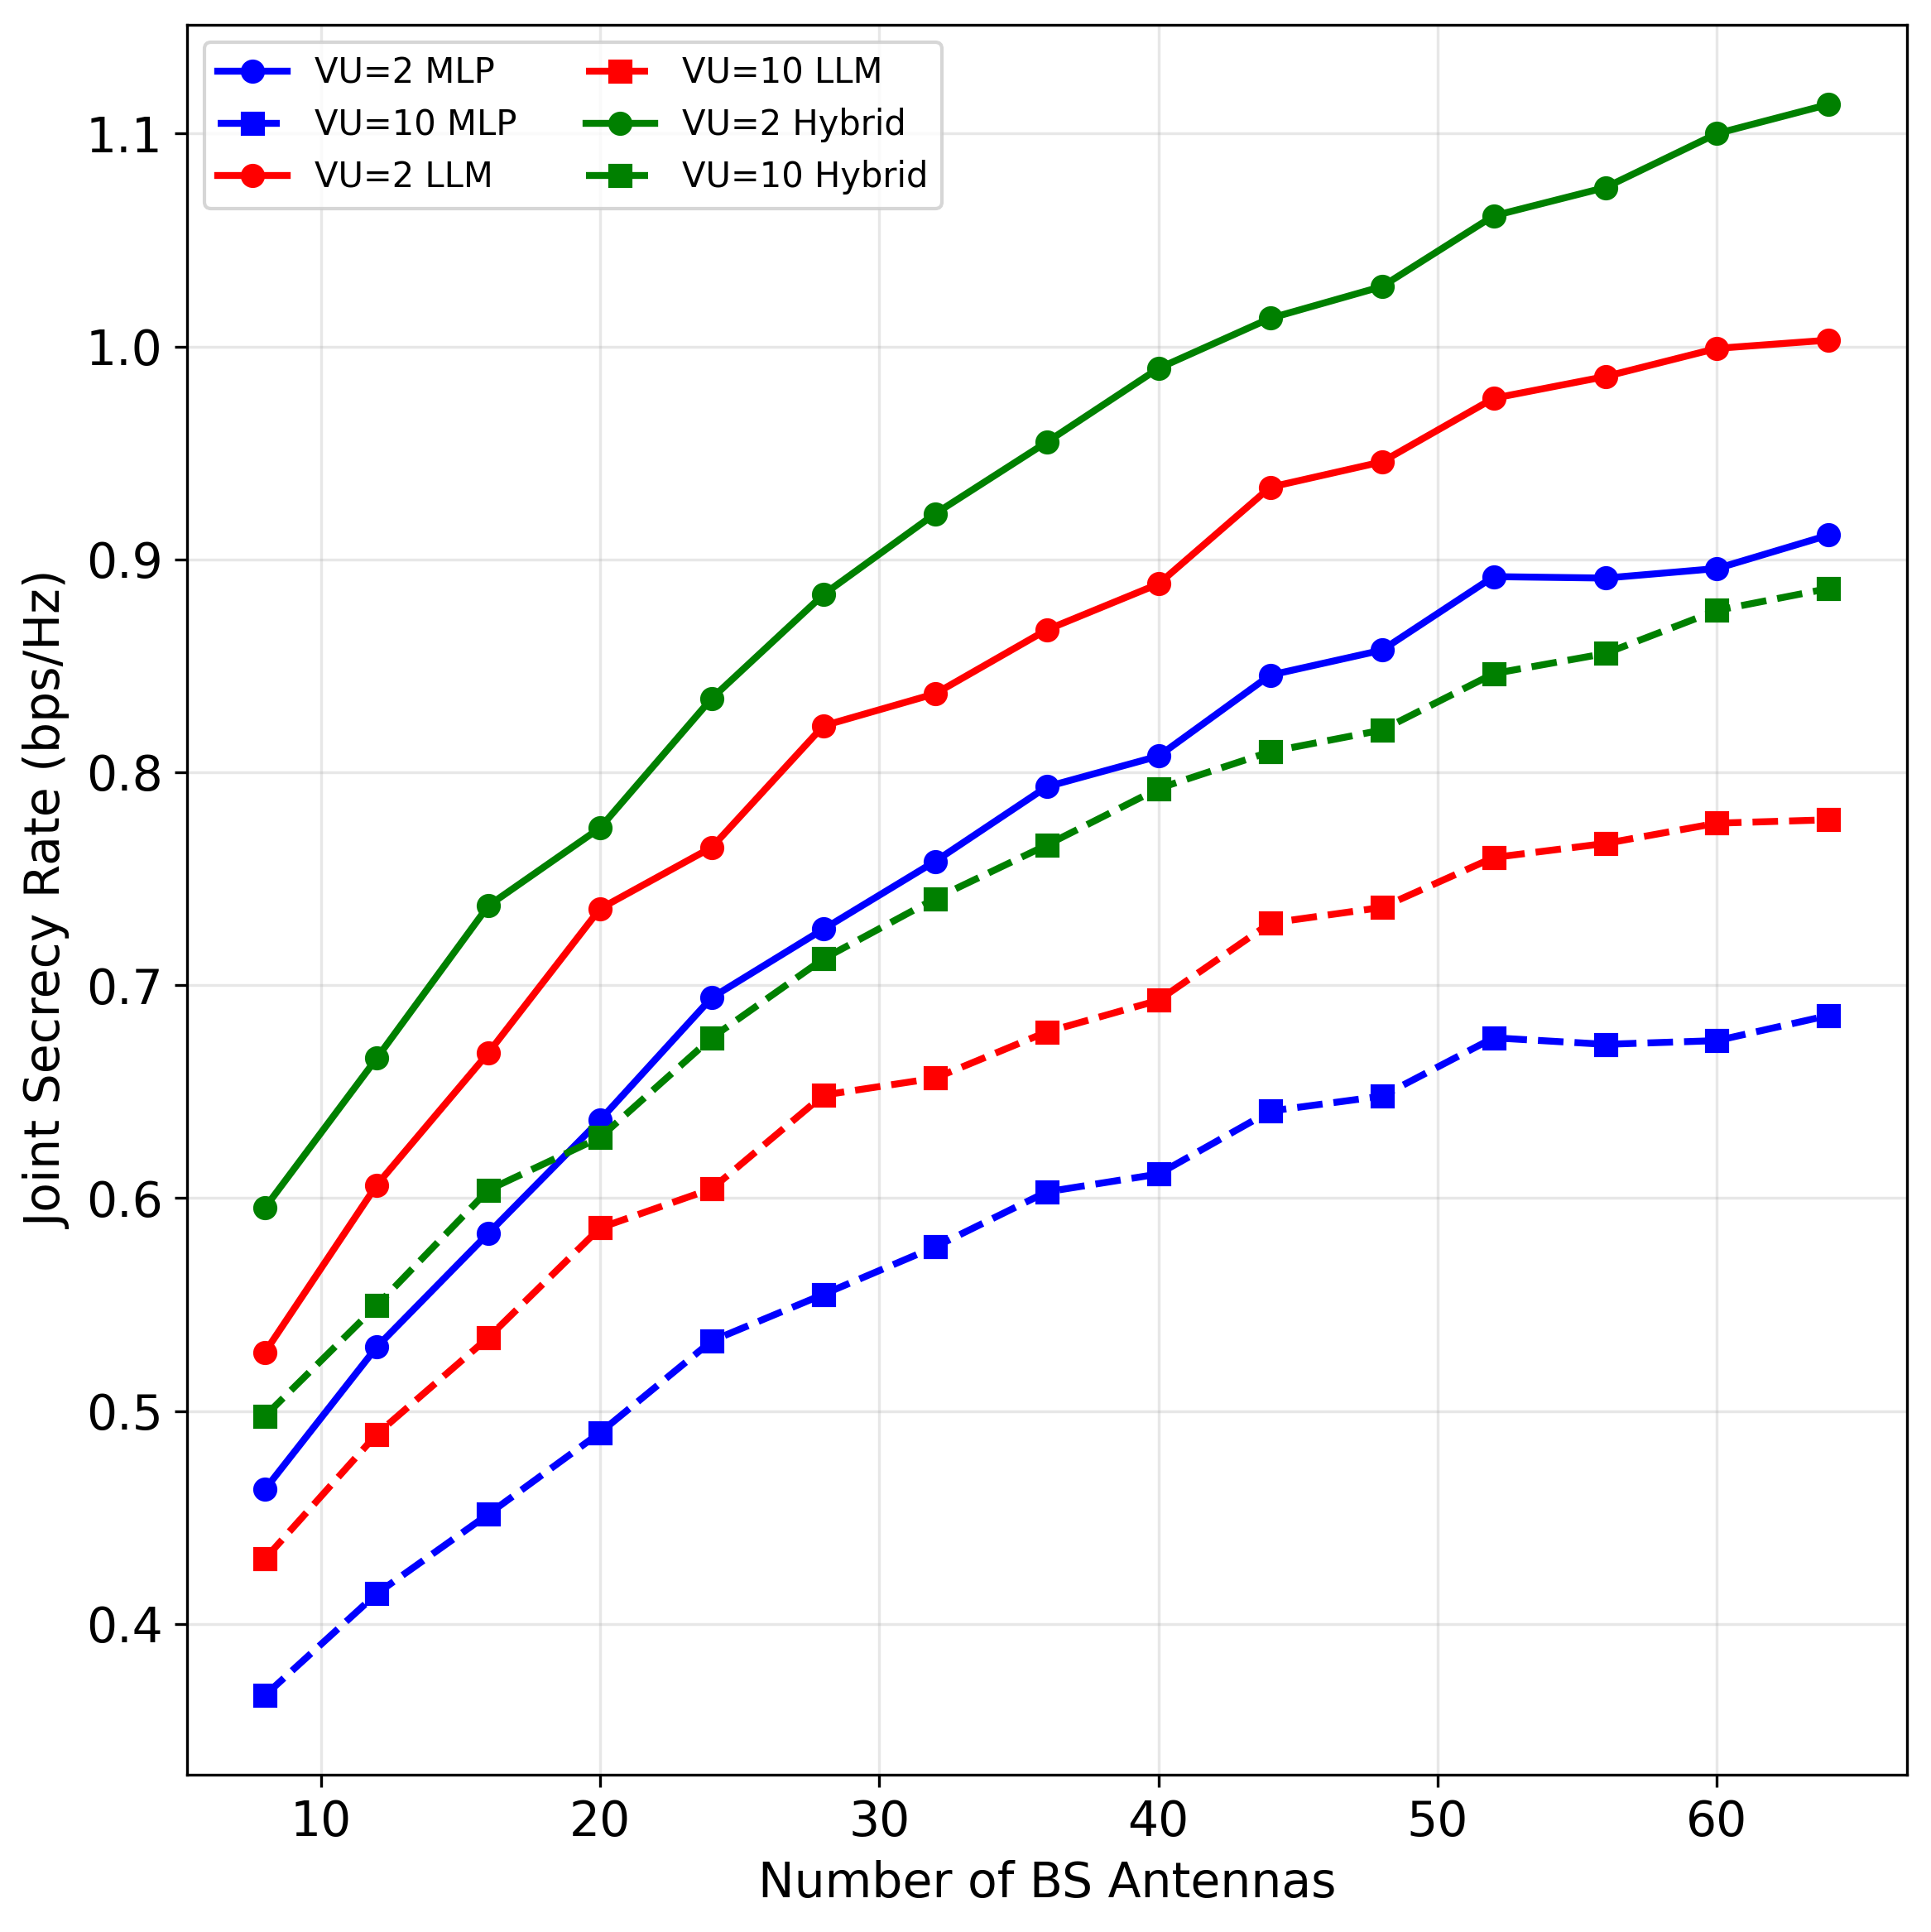 VU=2 MLP
VU=10 MLP
VU=2 LLM
VU=10 LLM
VU=2 Hybrid
VU=10 Hybrid
Joint Secrecy Rate (bps/Hz)
1.1
1.0
0.9
0.8
0.7
0.6
0.5
0.4
10 20 30 40 50 60
Number of BS Antennas